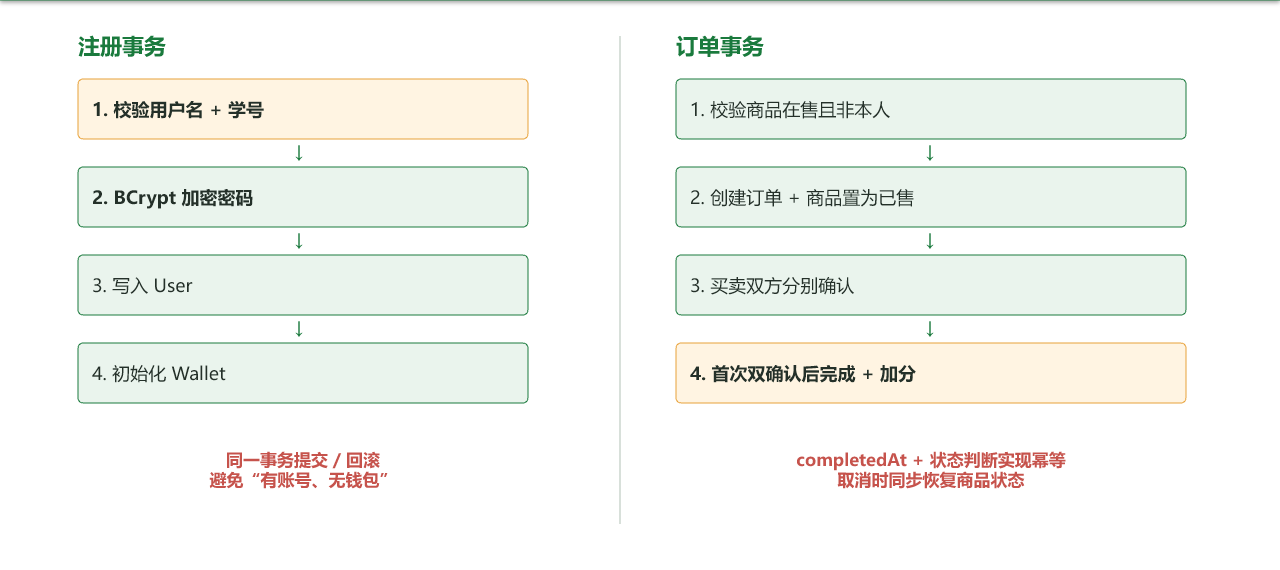 注册事务
1. 校验用户名 + 学号
↓
2. BCrypt 加密密码
↓
3. 写入 User
↓
4. 初始化 Wallet
同一事务提交 / 回滚
避免“有账号、无钱包”
订单事务
1. 校验商品在售且非本人
↓
2. 创建订单 + 商品置为已售
↓
3. 买卖双方分别确认
↓
4. 首次双确认后完成 + 加分
completedAt + 状态判断实现幂等
取消时同步恢复商品状态